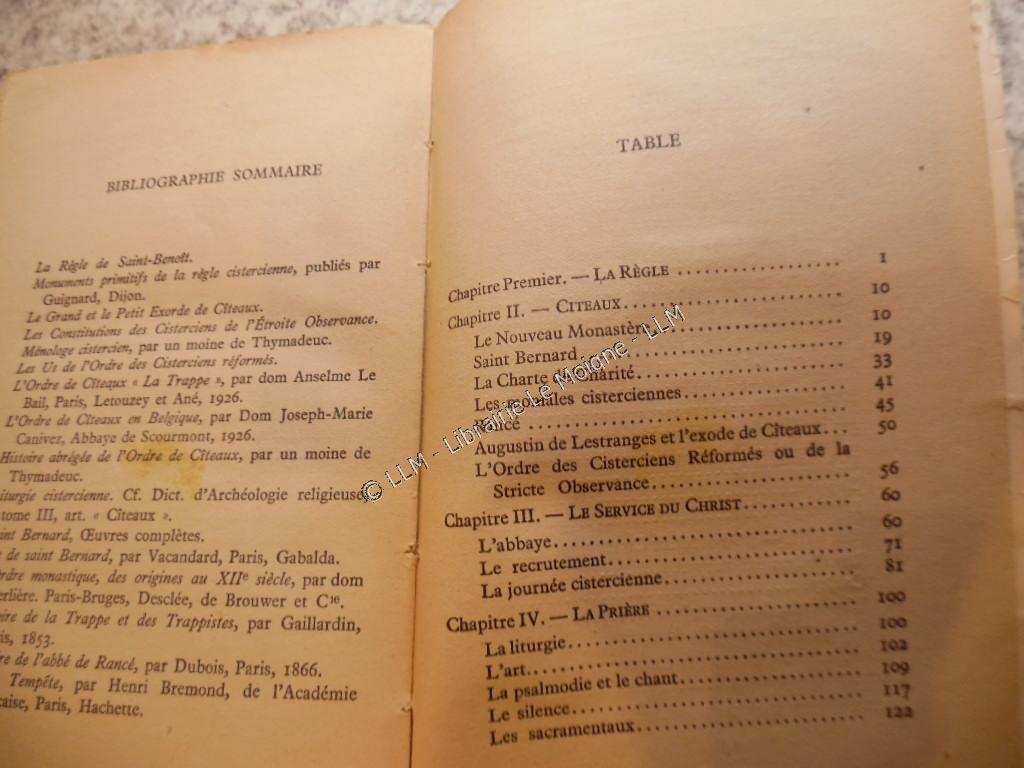 BIBLIOGRAPHIE SOMMAIRE
La Règle de Saint-Benoît.
Monuments primitifs de la règle cistercienne, publiés par
Guignard, Dijon.
Le Grand et le Petit Exorde de Cîteaux.
Les Constitutions des Cisterciens de l'Étroite Observance.
Ménologe cistercien, par un moine de Thymadeuc.
Les Us de l'Ordre des Cisterciens réformés.
L'Ordre de Cîteaux « La Trappe », par dom Anselme Le
Bail, Paris, Letouzey et Ané, 1926.
L'Ordre de Cîteaux en Belgique, par Dom Joseph-Marie
Canivez, Abbaye de Scourmont, 1926.
Histoire abrégée de l'Ordre de Cîteaux, par un moine de
Thymadeuc.
iturgie cistercienne. Cf. Dict. d'Archéologie religieuse,
tome III, art. « Cîteaux ».
int Bernard, Œuvres complètes.
de saint Bernard, par Vacandard, Paris, Gabalda.
rdre monastique, des origines au XIIe siècle, par dom
erlière. Paris-Bruges, Desclée, de Brouwer et Cie.
ire de la Trappe et des Trappistes, par Gaillardin,
is, 1853.
re de l'abbé de Rancé, par Dubois, Paris, 1866.
Tempête, par Henri Bremond, de l'Académie
çaise, Paris, Hachette.
TABLE
Chapitre Premier. — LA RÈGLE 1
Chapitre II. — CITEAUX 10
Le Nouveau Monastère 10
Saint Bernard 19
La Charte de Charité 33
Les moniales cisterciennes 41
Rancé 45
Augustin de Lestranges et l'exode de Cîteaux... 50
L'Ordre des Cisterciens Réformés ou de la
Stricte Observance 56
Chapitre III. — LE SERVICE DU CHRIST 60
L'abbaye 60
Le recrutement 71
La journée cistercienne 81
Chapitre IV. — LA PRIÈRE 100
La liturgie 100
L'art 102
La psalmodie et le chant 109
Le silence 117
Les sacramentaux 122
© LLM - Librairie Le Moiane - LLM